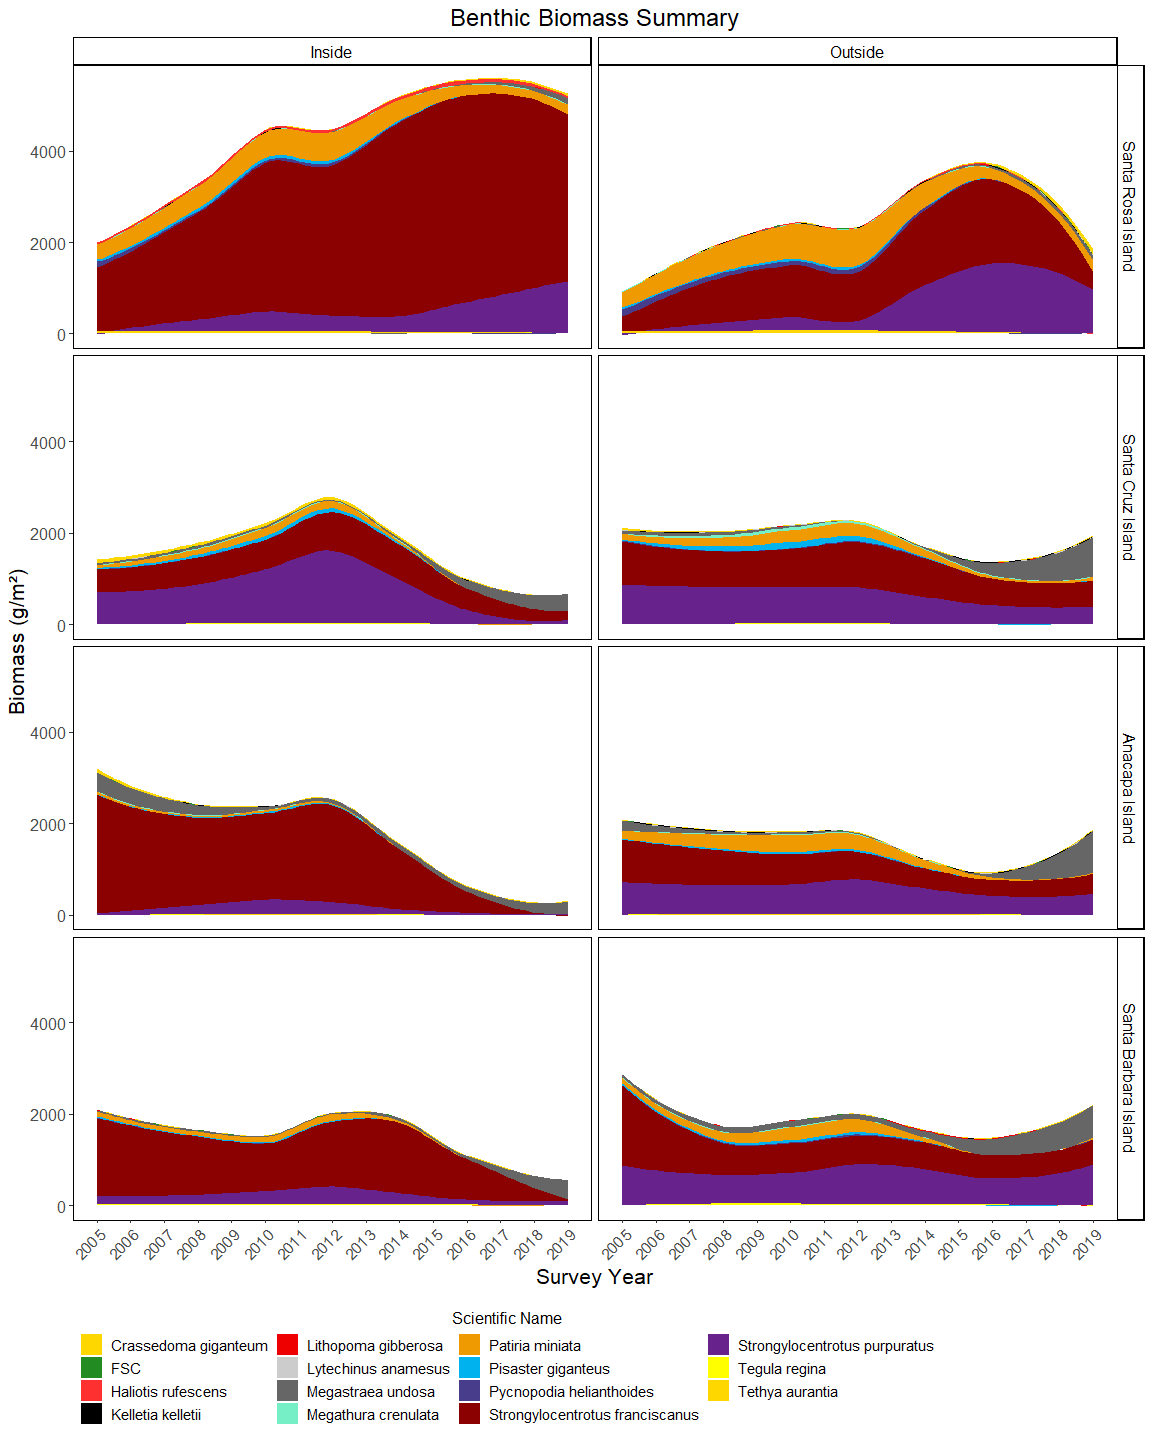 Benthic Biomass Summary
Inside
Outside
4000
2000
0
Santa Rosa Island
4000
2000
0
Santa Cruz Island
4000
2000
0
Anacapa Island
4000
2000
0
Santa Barbara Island
Biomass (g/m²)
2005 2006 2007 2008 2009 2010 2011 2012 2013 2014 2015 2016 2017 2018 2019
2005 2006 2007 2008 2009 2010 2011 2012 2013 2014 2015 2016 2017 2018 2019
Survey Year
Scientific Name
Crassedoma giganteum Lithopoma gibberosa Patiria miniata Strongylocentrotus purpuratus
FSC Lytechinus anamesus Pisaster giganteus Tegula regina
Haliotis rufescens Megastraea undosa Pycnopodia helianthoides Tethya aurantia
Kelletia kelletii Megathura crenulata Strongylocentrotus franciscanus